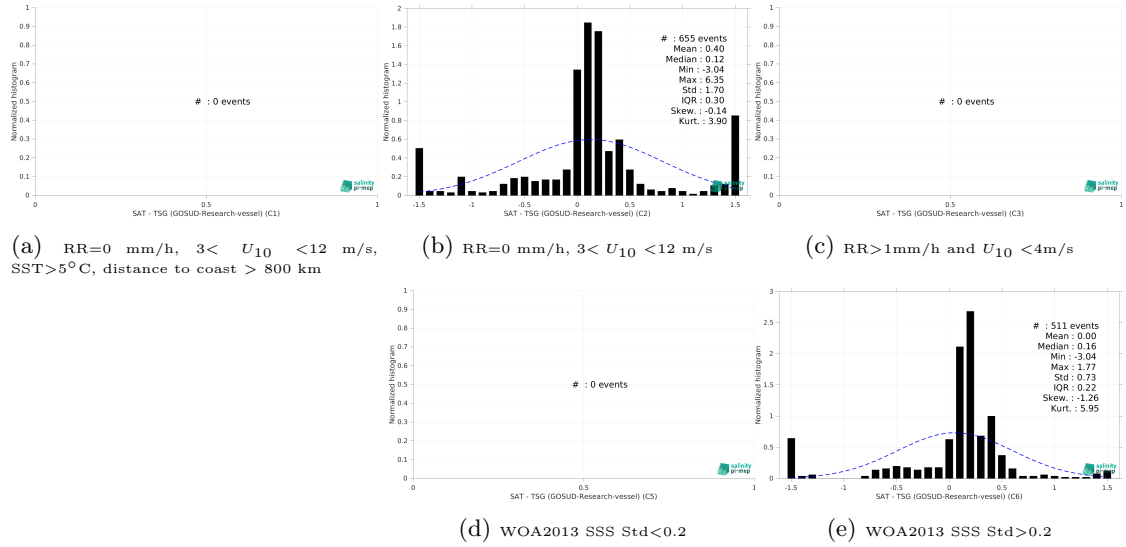 1
0.9
0.8
0.7
0.6
0.5
0.4
0.3
0.2
0.1
0
Normalized histogram
# : 0 events
salinity
pi-mep
0 0.5 1
SAT - TSG (GOSUD-Research-vessel) (C1)
(a) RR=0 mm/h, 3< U10 <12 m/s,
SST>5°C, distance to coast > 800 km
2
1.8
1.6
1.4
1.2
1
0.8
0.6
0.4
0.2
0
Normalized histogram
# : 655 events
Mean : 0.40
Median : 0.12
Min : -3.04
Max : 6.35
Std : 1.70
IQR : 0.30
Skew. : -0.14
Kurt. : 3.90
salinity
pi-mep
-1.5 -1 -0.5 0 0.5 1 1.5
SAT - TSG (GOSUD-Research-vessel) (C2)
(b) RR=0 mm/h, 3< U10 <12 m/s
1
0.9
0.8
0.7
0.6
0.5
0.4
0.3
0.2
0.1
0
Normalized histogram
# : 0 events
salinity
pi-mep
0 0.5 1
SAT - TSG (GOSUD-Research-vessel) (C3)
(c) RR>1mm/h and U10 <4m/s
1
0.9
0.8
0.7
0.6
0.5
0.4
0.3
0.2
0.1
0
Normalized histogram
# : 0 events
salinity
pi-mep
0 0.5 1
SAT - TSG (GOSUD-Research-vessel) (C5)
(d) WOA2013 SSS Std<0.2
3
2.5
2
1.5
1
0.5
0
Normalized histogram
# : 511 events
Mean : 0.00
Median : 0.16
Min : -3.04
Max : 1.77
Std : 0.73
IQR : 0.22
Skew. : -1.26
Kurt. : 5.95
salinity
pi-mep
-1.5 -1 -0.5 0 0.5 1 1.5
SAT - TSG (GOSUD-Research-vessel) (C6)
(e) WOA2013 SSS Std>0.2